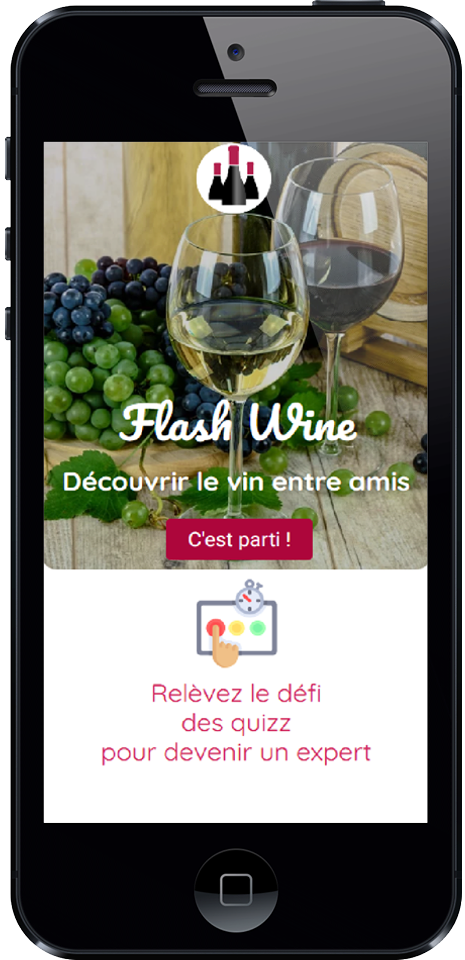 Flash Wine
Découvrir le vin entre amis
C'est parti !
Relèvez le défi
des quizz
pour devenir un expert